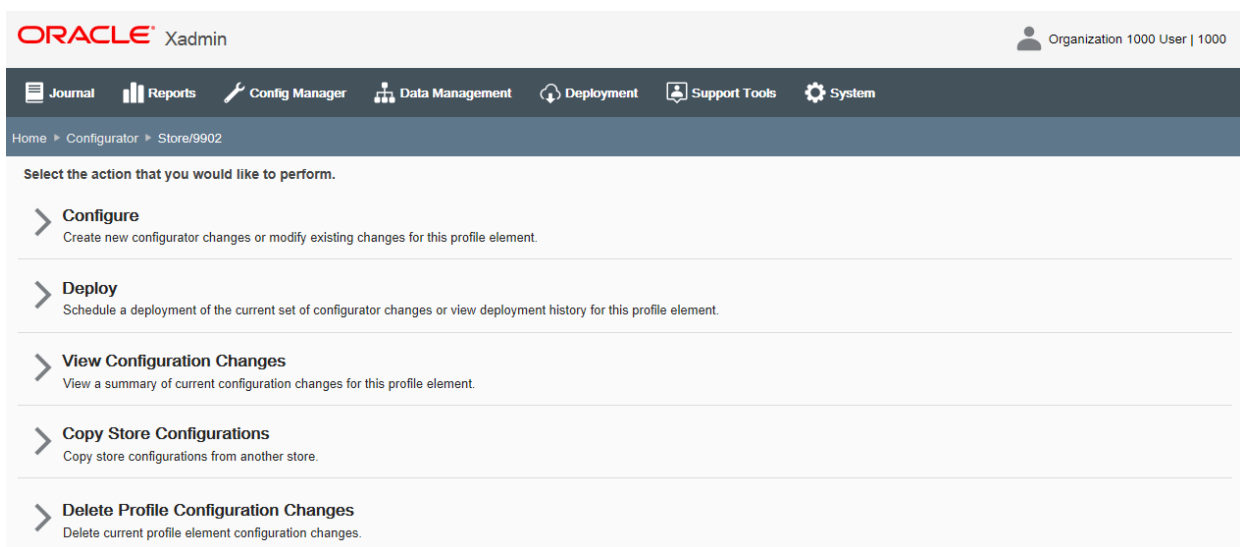 ORACLE Xadmin
Organization 1000 User | 1000
Journal Reports Config Manager Data Management Deployment Support Tools System
Home Configurator Store/9902
Select the action that you would like to perform.
Configure
Create new configurator changes or modify existing changes for this profile element.
Deploy
Schedule a deployment of the current set of configurator changes or view deployment history for this profile element.
View Configuration Changes
View a summary of current configuration changes for this profile element.
Copy Store Configurations
Copy store configurations from another store.
Delete Profile Configuration Changes
Delete current profile element configuration changes.